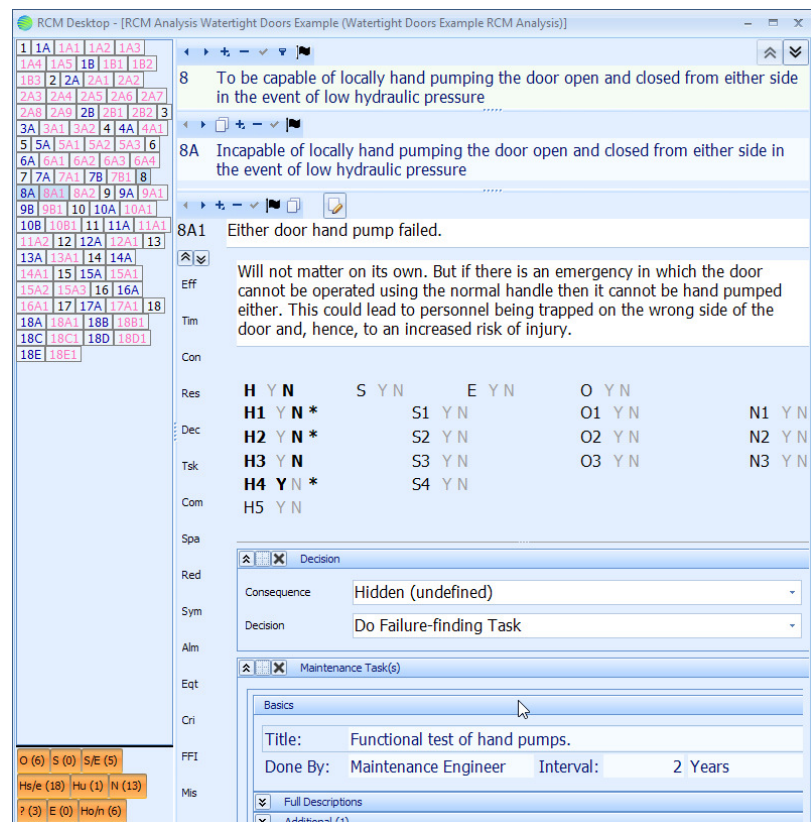 RCM Desktop - [RCM Analysis Watertight Doors Example (Watertight Doors Example RCM Analysis)]
1 1A 1A1 1A2 1A3
1A4 1A5 1B 1B1 1B2
1B3 2 2A 2A1 2A2
2A3 2A4 2A5 2A6 2A7
2A8 2A9 2B 2B1 2B2 3
3A 3A1 3A2 4 4A 4A1
5 5A 5A1 5A2 5A3 6
6A 6A1 6A2 6A3 6A4
7 7A 7A1 7B 7B1 8
8A 8A1 8A2 9 9A 9A1
9B 9B1 10 10A 10A1
10B 10B1 11 11A 11A1
11A2 12 12A 12A1 13
13A 13A1 14 14A
14A1 15 15A 15A1
15A2 15A3 16 16A
16A1 17 17A 17A1 18
18A 18A1 18B 18B1
18C 18C1 18D 18D1
18E 18E1
O (6) S (0) S/E (5)
Hs/e (18) Hu (1) N (13)
? (3) E (0) Ho/n (6)
8 To be capable of locally hand pumping the door open and closed from either side
in the event of low hydraulic pressure
8A Incapable of locally hand pumping the door open and closed from either side in
the event of low hydraulic pressure
8A1 Either door hand pump failed.
Will not matter on its own. But if there is an emergency in which the door
cannot be operated using the normal handle then it cannot be hand pumped
either. This could lead to personnel being trapped on the wrong side of the
door and, hence, to an increased risk of injury.
Eff
Tim
Con
Res
Dec
Tsk
Com
Spa
Red
Sym
Alm
Eqt
Cri
FFI
Mis
H Y N S Y N E Y N O Y N
H1 Y N * S1 Y N O1 Y N N1 Y N
H2 Y N * S2 Y N O2 Y N N2 Y N
H3 Y N S3 Y N O3 Y N N3 Y N
H4 Y N * S4 Y N
H5 Y N
Decision
Consequence Hidden (undefined)
Decision Do Failure-finding Task
Maintenance Task(s)
Basics
Title: Functional test of hand pumps.
Done By: Maintenance Engineer Interval: 2 Years
Full Descriptions
Additional (1)